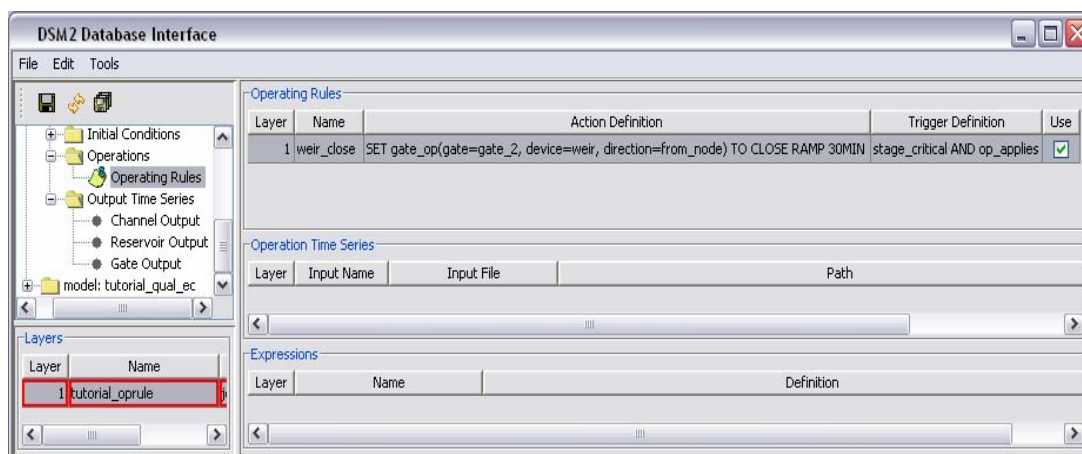 DSM2 Database Interface
File Edit Tools
Initial Conditions
Operations
Operating Rules
Output Time Series
Channel Output
Reservoir Output
Gate Output
model: tutorial_qual_ec
Layers
Layer Name
1 tutorial_oprule
Operating Rules
Layer Name Action Definition Trigger Definition Use
1 weir_close SET gate_op(gate=gate_2, device=weir, direction=from_node) TO CLOSE RAMP 30MIN stage_critical AND op_applies
Operation Time Series
Layer Input Name Input File Path
Expressions
Layer Name Definition